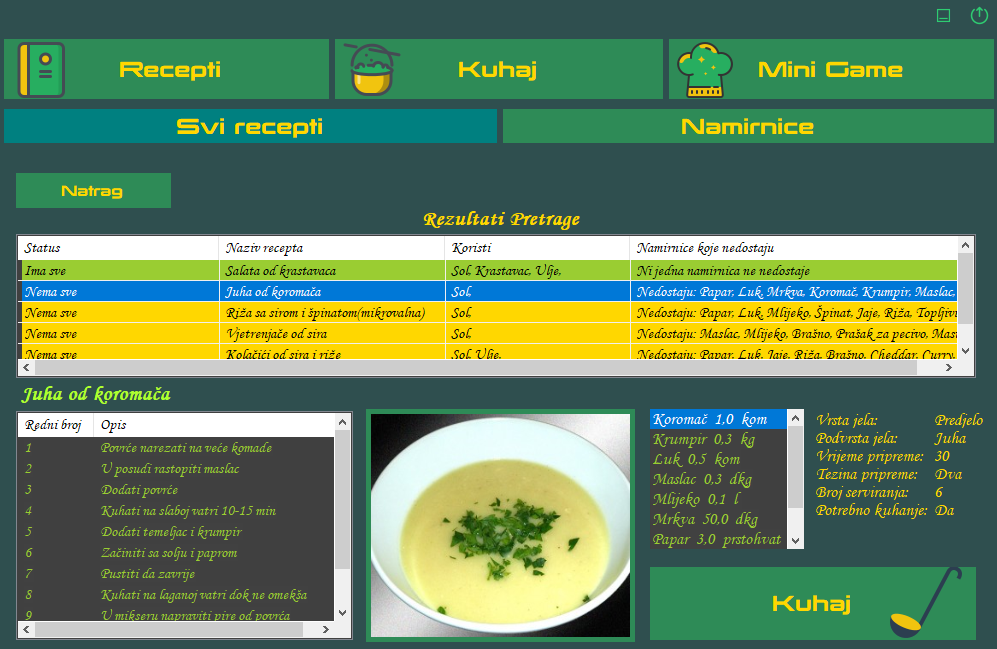 Recepti Kuhaj Mini Game
Svi recepti Namirnice
Natrag
Rezultati Pretrage
Status Naziv recepta Koristi Namirnice koje nedostaju
Ima sve Salata od krastavaca Sol, Krastavac, Ulje, Ni jedna namirnica ne nedostaje
Nema sve Juha od koromača Sol, Nedostaju: Papar, Luk, Mrkva, Koromač, Krumpir, Maslac,
Nema sve Riža sa sirom i špinatom(mikrovalna) Sol, Nedostaju: Papar, Luk, Mlijeko, Špinat, Jaje, Riža, Topljivi
Nema sve Vjetrenjače od sira Sol, Nedostaju: Maslac, Mlijeko, Brašno, Prašak za pecivo,
Nema sve Kolačići od sira i riže Sol, Ulje, Nedostaju: Papar, Luk, Jaje, Riža, Brašno, Cheddar, Curry,
Juha od koromača
Redni broj Opis
1 Povrće narezati na veće komade
2 U posudi rastopiti maslac
3 Dodati povrće
4 Kuhati na slaboj vatri 10-15 min
5 Dodati temeljac i krumpir
6 Začiniti sa solju i paprom
7 Pustiti da zavrije
8 Kuhati na laganoj vatri dok ne omekša
9 U mikseru napraviti pire od povrća
Koromač 1,0 kom
Krumpir 0,3 kg
Luk 0,5 kom
Maslac 0,3 dkg
Mlijeko 0,1 l
Mrkva 50,0 dkg
Papar 3,0 prstohvat
Vrsta jela: Predjelo
Podvrsta jela: Juha
Vrijeme pripreme: 30
Tezina pripreme: Dva
Broj serviranja: 6
Potrebno kuhanje: Da
Kuhaj